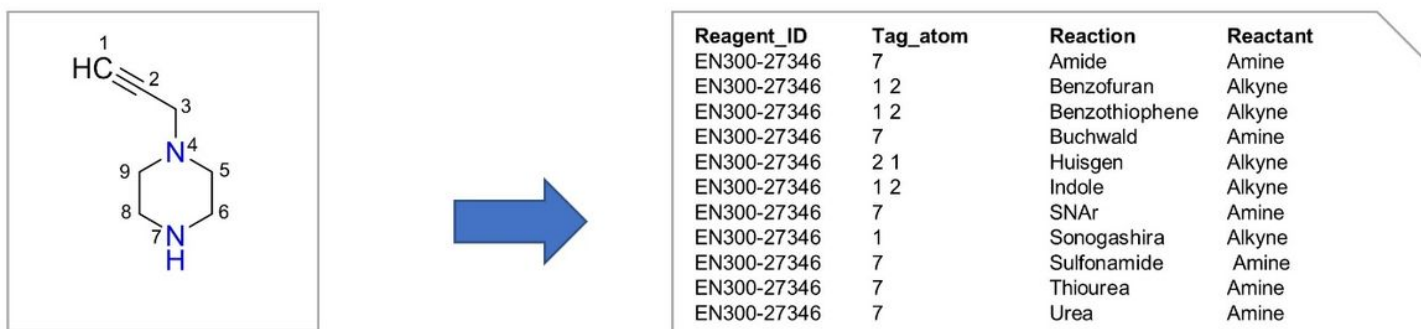 1
HC
2
3
N
4
9
5
8
6
7
N
H
Reagent_ID Tag_atom Reaction Reactant
EN300-27346 7 Amide Amine
EN300-27346 1 2 Benzofuran Alkyne
EN300-27346 1 2 Benzothiophene Alkyne
EN300-27346 7 Buchwald Amine
EN300-27346 2 1 Huisgen Alkyne
EN300-27346 1 2 Indole Alkyne
EN300-27346 7 SNAr Amine
EN300-27346 1 Sonogashira Alkyne
EN300-27346 7 Sulfonamide Amine
EN300-27346 7 Thiourea Amine
EN300-27346 7 Urea Amine